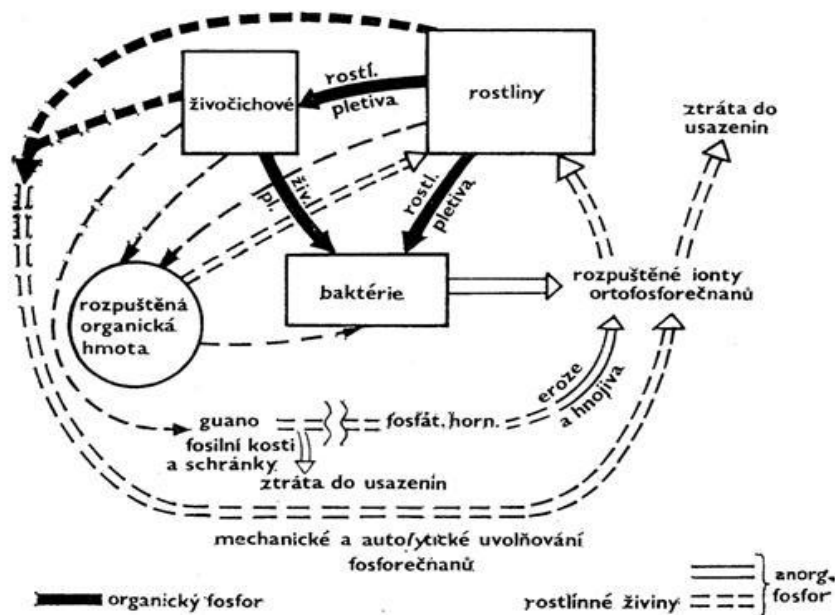 živočichové
rostl.
pletiva
rostliny
ztráta do
usazenin
živ.
pl.
rostl.
pletiva
rozpuštěná
organická
hmota
baktérie
rozpuštěné ionty
ortofosforečnanů
eroze
a hnojiva
guano
fosilní kosti
a schránky
fosfát. horn.
ztráta do usazenin
mechanické a autolytické uvolňování
fosforečnanů
organický fosfor
rostlinné živiny
anorg.
fosfor